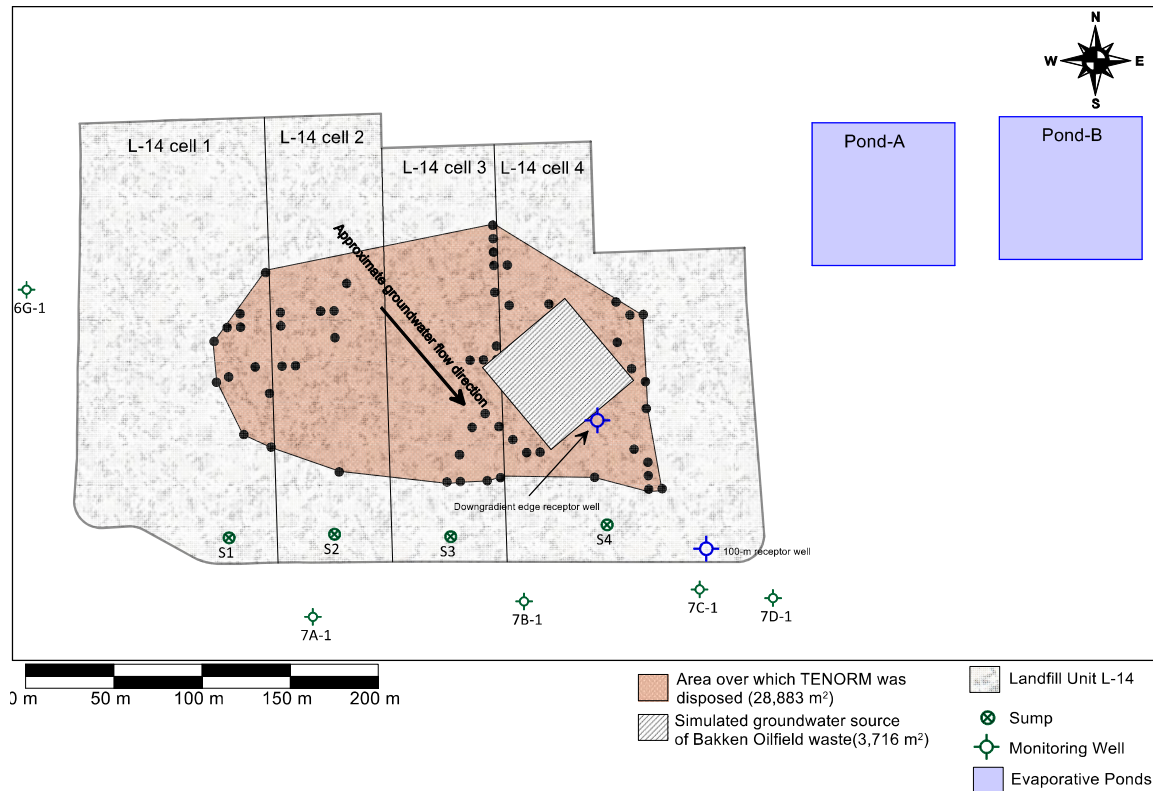 N
W E
S
Pond-A
Pond-B
L-14 cell 1
L-14 cell 2
L-14 cell 3
L-14 cell 4
Approximate groundwater flow direction
6G-1
Downgradient edge receptor well
S1
S2
S3
S4
100-m receptor well
7A-1
7B-1
7C-1
7D-1
0 m 50 m 100 m 150 m 200 m
Area over which TENORM was
disposed (28,883 m²)
Simulated groundwater source
of Bakken Oilfield waste(3,716 m²)
Landfill Unit L-14
Sump
Monitoring Well
Evaporative Ponds